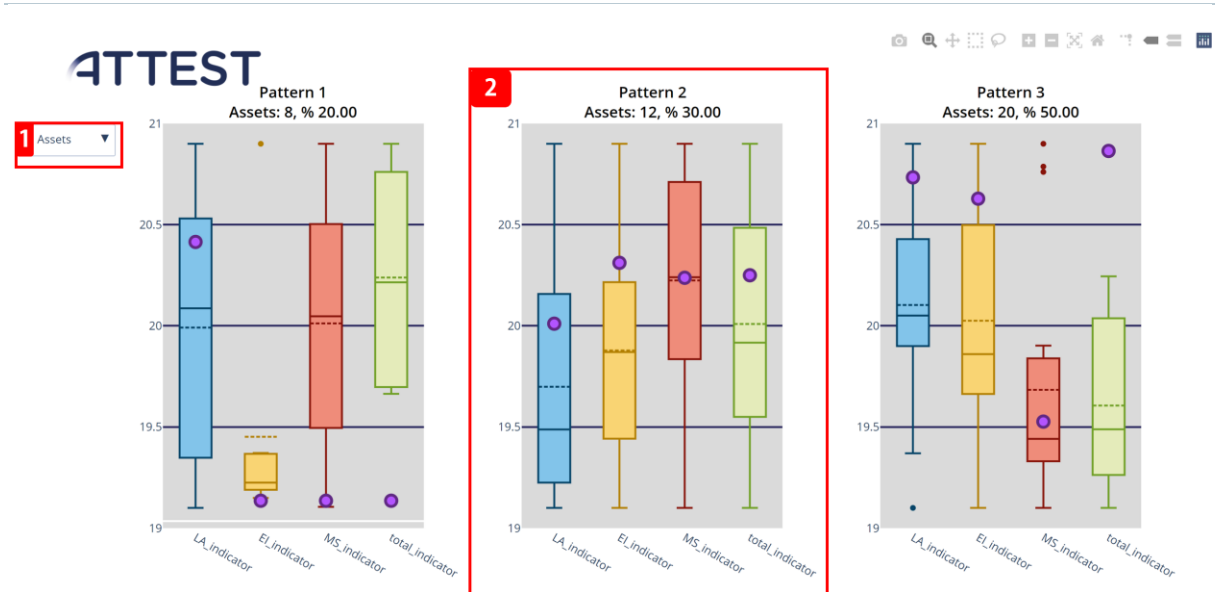 ATTEST
1 Assets ▼
Pattern 1
Assets: 8, % 20.00
21
20.5
20
19.5
19
LA_indicator
EI_indicator
MS_indicator
total_indicator
2
Pattern 2
Assets: 12, % 30.00
21
20.5
20
19.5
19
LA_indicator
EI_indicator
MS_indicator
total_indicator
Pattern 3
Assets: 20, % 50.00
21
20.5
20
19.5
19
LA_indicator
EI_indicator
MS_indicator
total_indicator